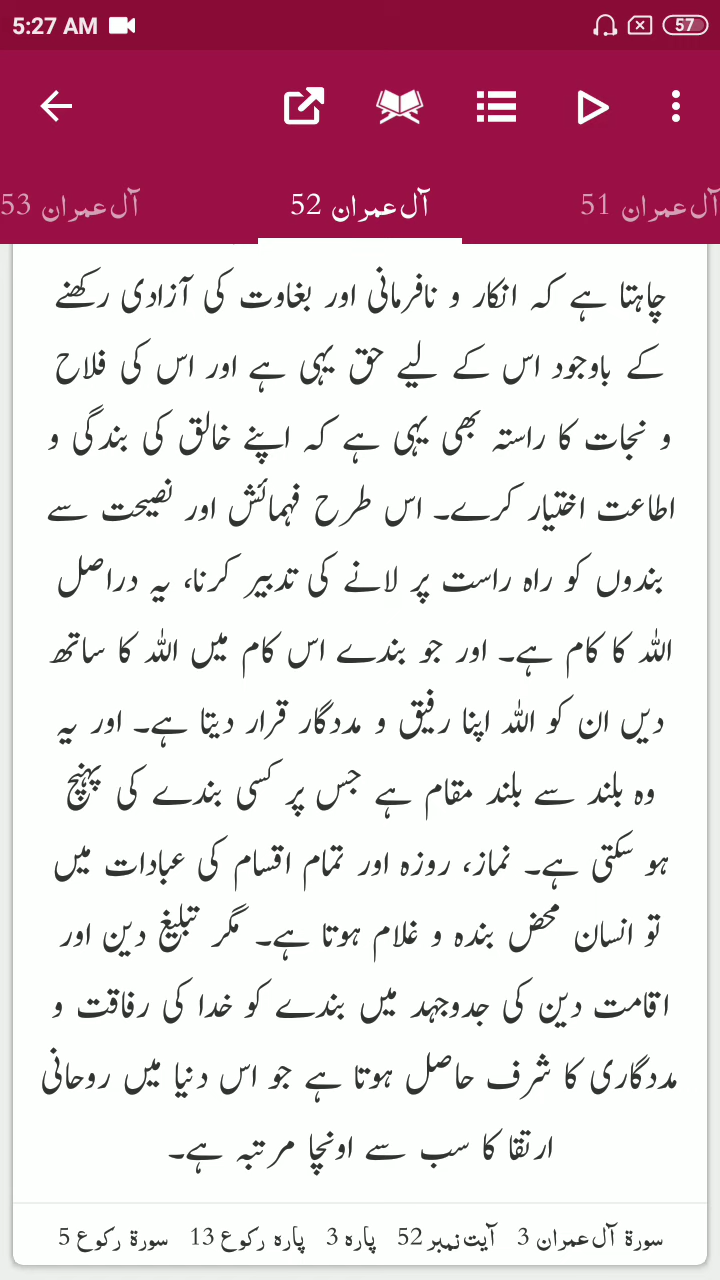 5:27 AM
57
آل عمران 51
آل عمران 52
آل عمران 53
چاہتا ہے کہ انکار و نافرمانی اور بغاوت کی آزادی رکھنے
کے باوجود اس کے لیے حق یہی ہے اور اس کی فلاح
و نجات کا راستہ بھی یہی ہے کہ اپنے خالق کی بندگی و
اطاعت اختیار کرے۔ اس طرح فہمائش اور نصیحت سے
بندوں کو راہ راست پر لانے کی تدبیر کرنا، یہ دراصل
اللہ کا کام ہے۔ اور جو بندے اس کام میں اللہ کا ساتھ
دیں ان کو اللہ اپنا رفیق و مددگار قرار دیتا ہے۔ اور یہ
وہ بلند سے بلند مقام ہے جس پر کسی بندے کی پہنچ
ہو سکتی ہے۔ نماز، روزہ اور تمام اقسام کی عبادات میں
تو انسان محض بندہ و غلام ہوتا ہے۔ مگر تبلیغ دین اور
اقامت دین کی جدوجہد میں بندے کو خدا کی رفاقت و
مددگاری کا شرف حاصل ہوتا ہے جو اس دنیا میں روحانی
ارتقا کا سب سے اونچا مرتبہ ہے۔
سورۃ آل عمران 3 آیت نمبر 52 پارہ 3 پارہ رکوع 13 سورۃ رکوع 5